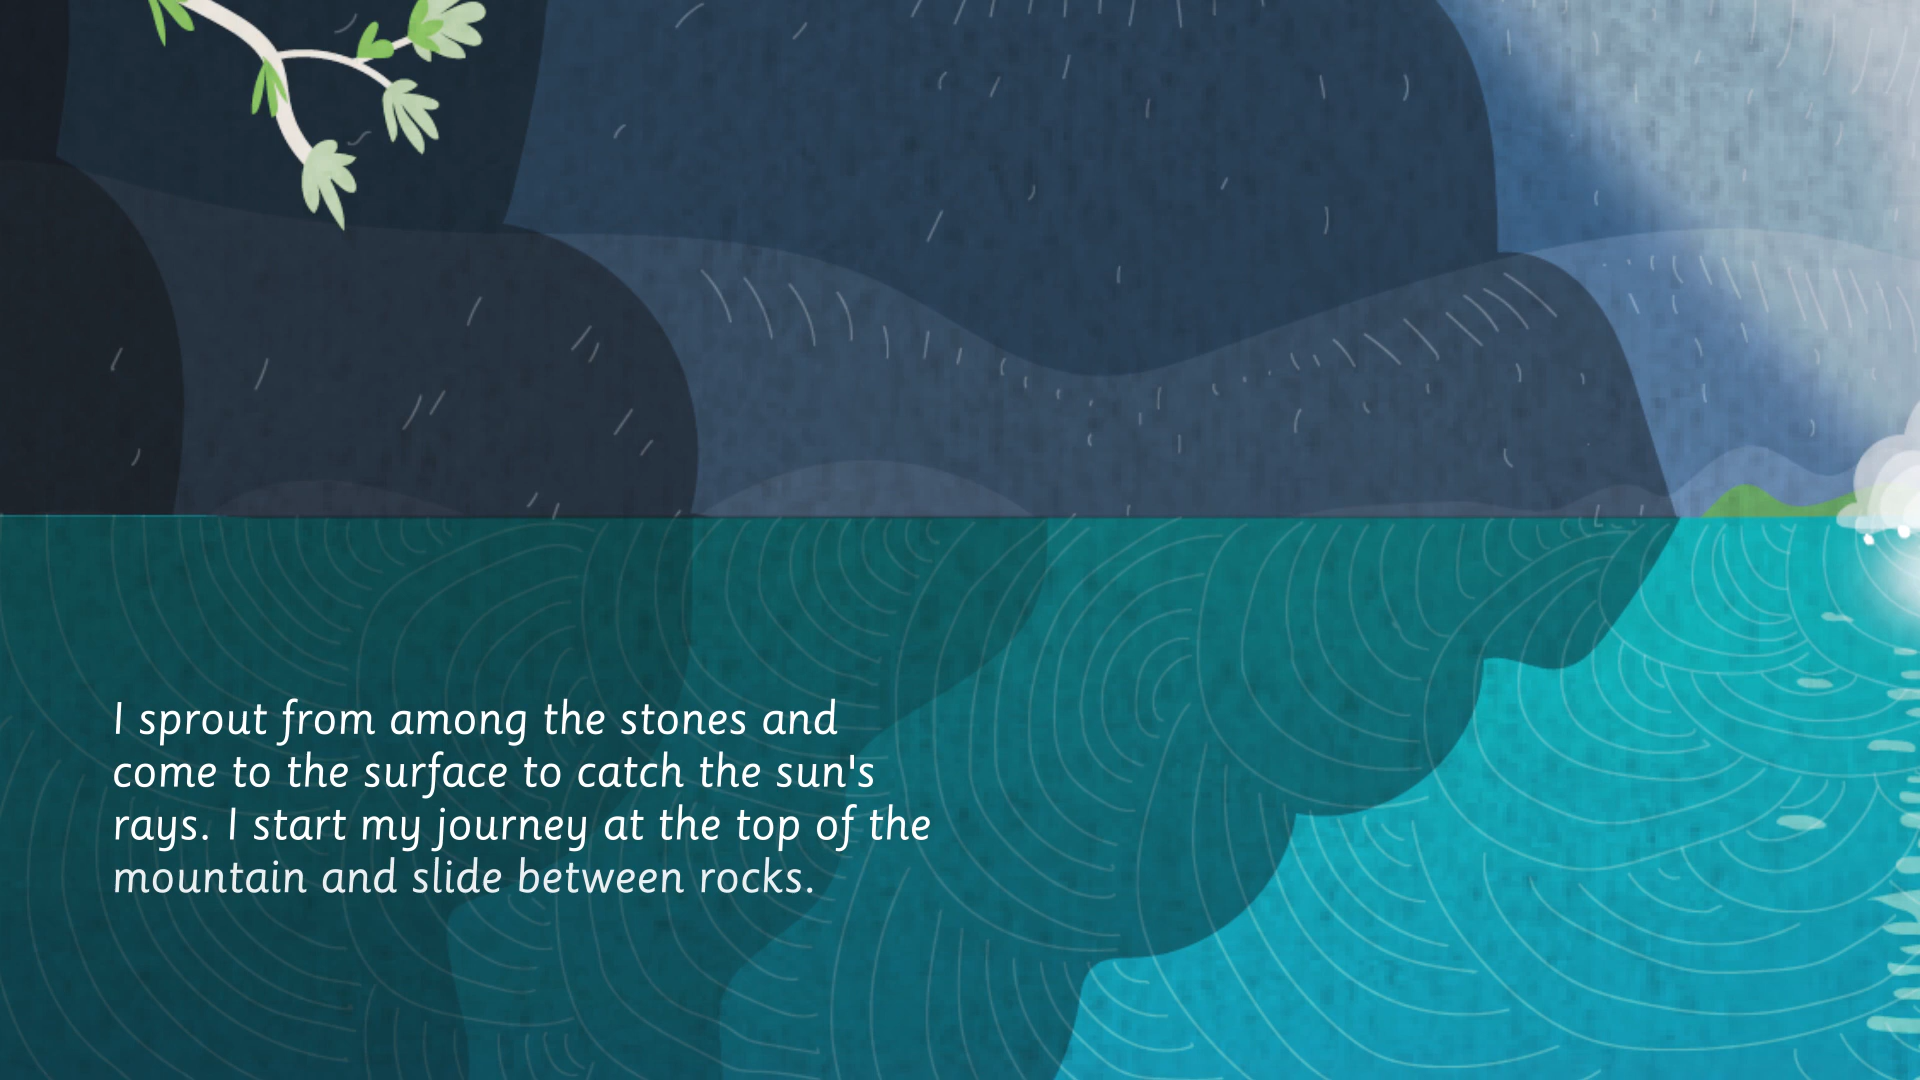 I sprout from among the stones and
come to the surface to catch the sun's
rays. I start my journey at the top of the
mountain and slide between rocks.